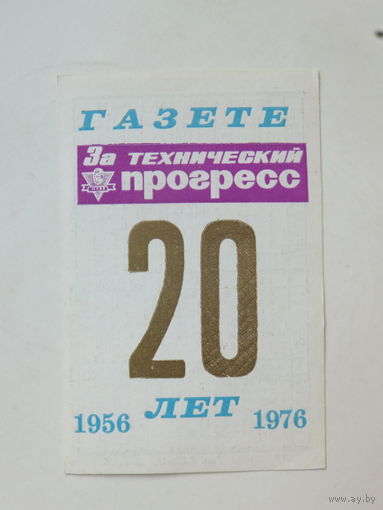 ГАЗЕТЕ
За ТЕХНИЧЕСКИЙ
прогресс
20
ЛЕТ
1956 1976
www.ay.by